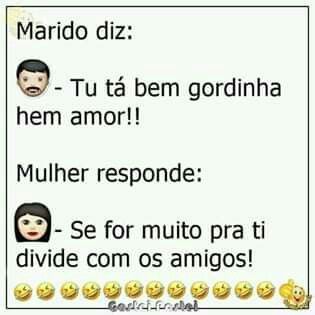 Marido diz:
- Tu tá bem gordinha
hem amor!!
Mulher responde:
- Se for muito pra ti
divide com os amigos!